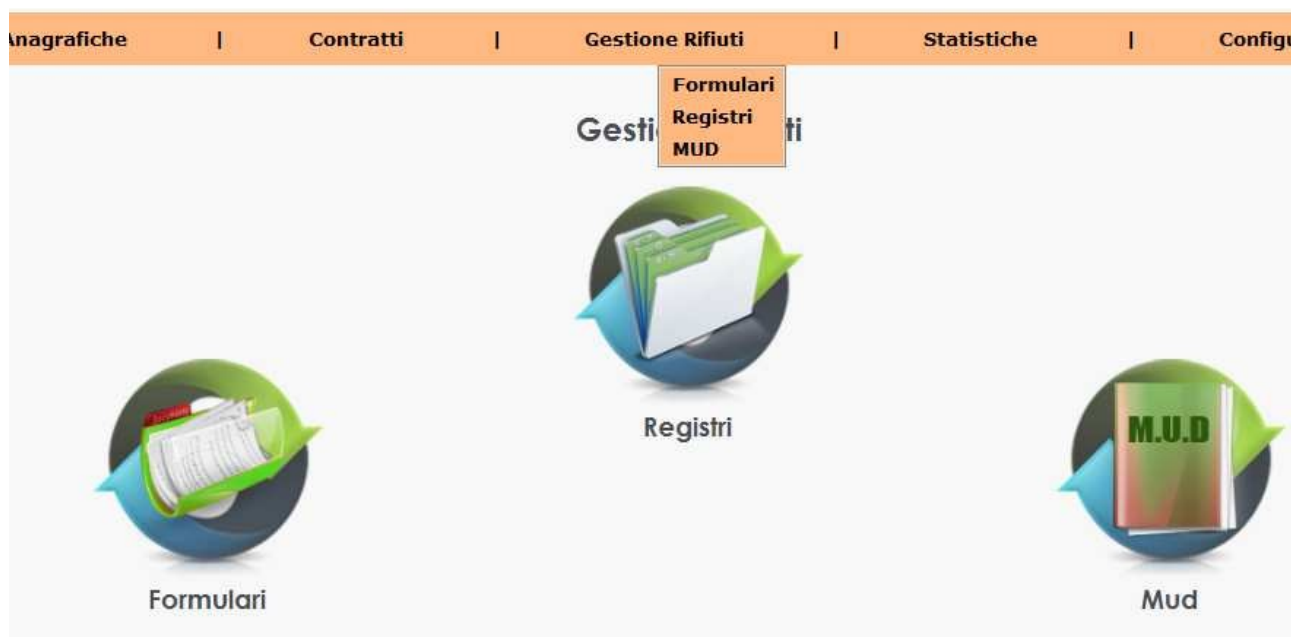 Anagrafiche | Contratti | Gestione Rifiuti | Statistiche | Configu
Formulari
Registri
MUD
Gesti ti
Registri
M.U.D
Formulari
Mud